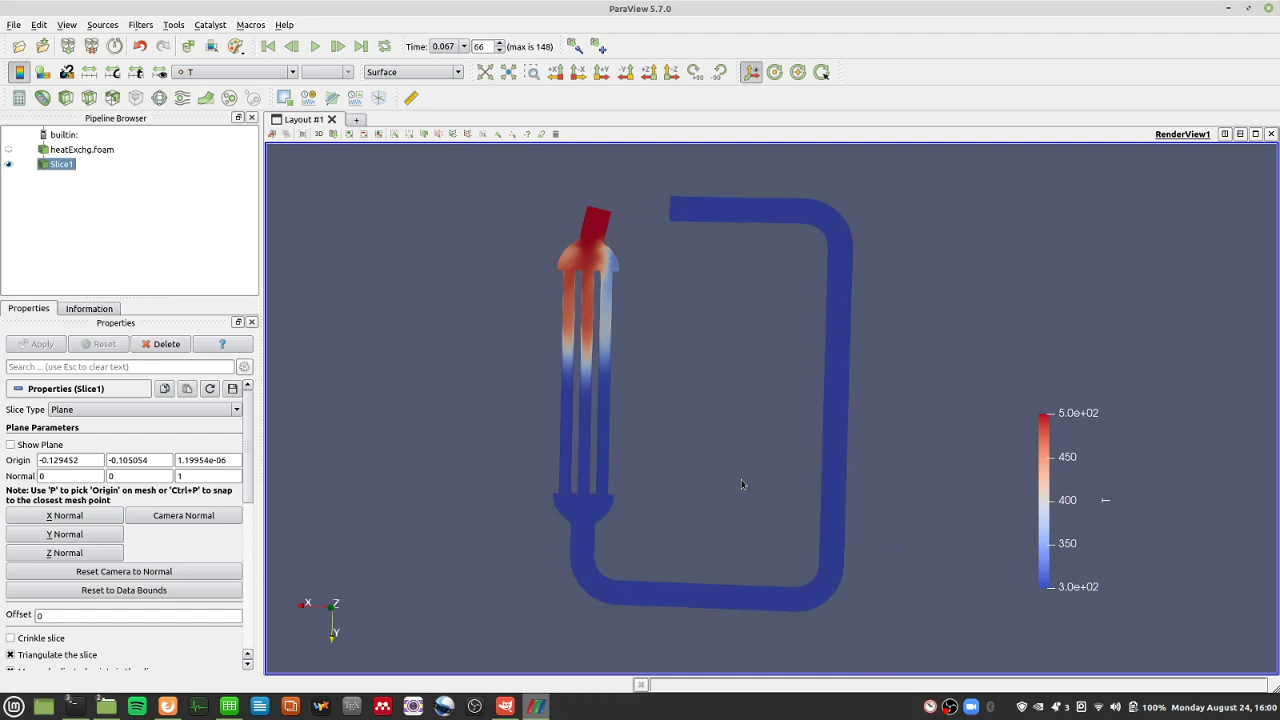 ParaView 5.7.0
File Edit View Sources Filters Tools Catalyst Macros Help
Time: 0.067 66 (max is 148)
T Surface
+X -X +Y -Y +Z -Z
Pipeline Browser
Layout #1
RenderView1
builtin:
heatExchg.foam
Slice1
Properties Information
Properties
Apply Reset Delete ?
Search ... (use Esc to clear text)
Properties (Slice1)
Slice Type Plane
Plane Parameters
Show Plane
Origin -0.129452 -0.105054 1.19954e-06
Normal 0 0 1
Note: Use 'P' to pick 'Origin' on mesh or 'Ctrl+P' to snap
to the closest mesh point
X Normal Camera Normal
Y Normal
Z Normal
Reset Camera to Normal
Reset to Data Bounds
Offset 0
Crinkle slice
Triangulate the slice
5.0e+02
450
400
350
3.0e+02
T
X Z
Y
3 2 3 100% Monday August 24, 16:00